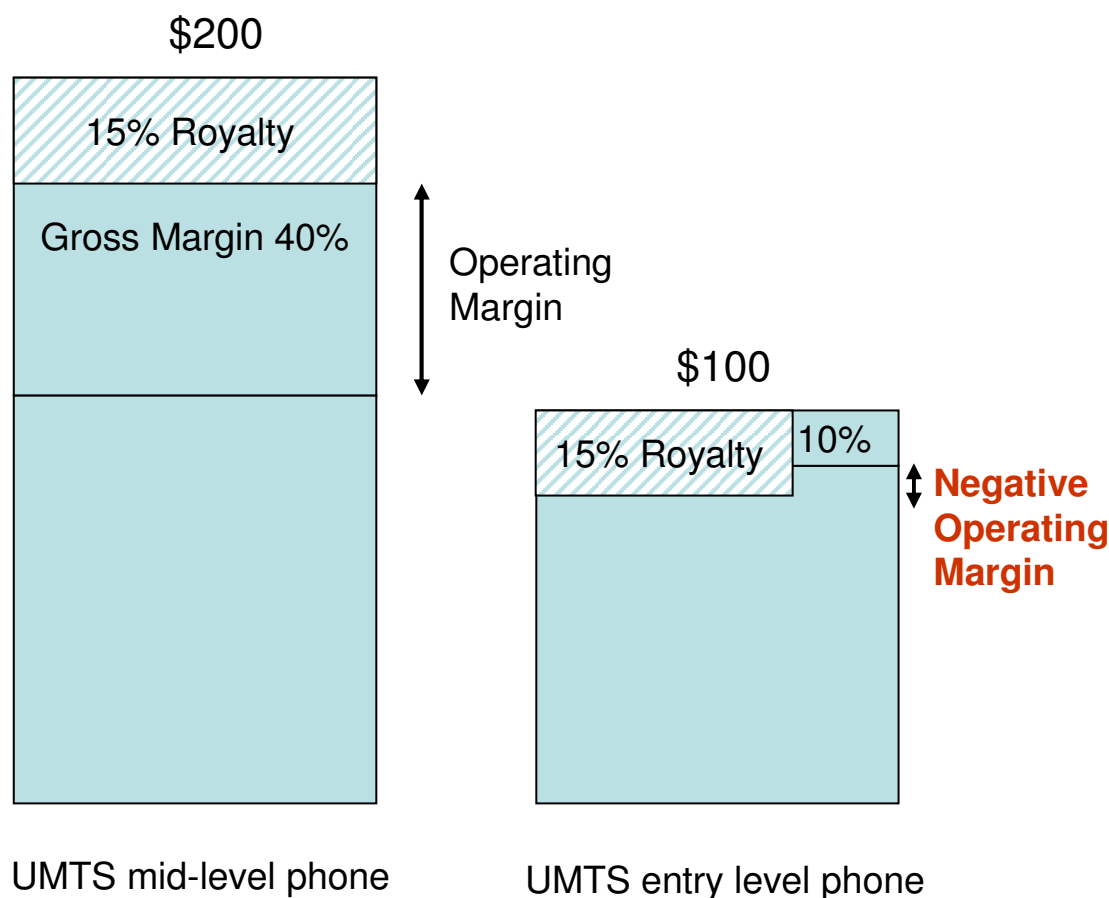 $200
15% Royalty
Gross Margin 40%
Operating
Margin
$100
15% Royalty
10%
Negative
Operating
Margin
UMTS mid-level phone
UMTS entry level phone